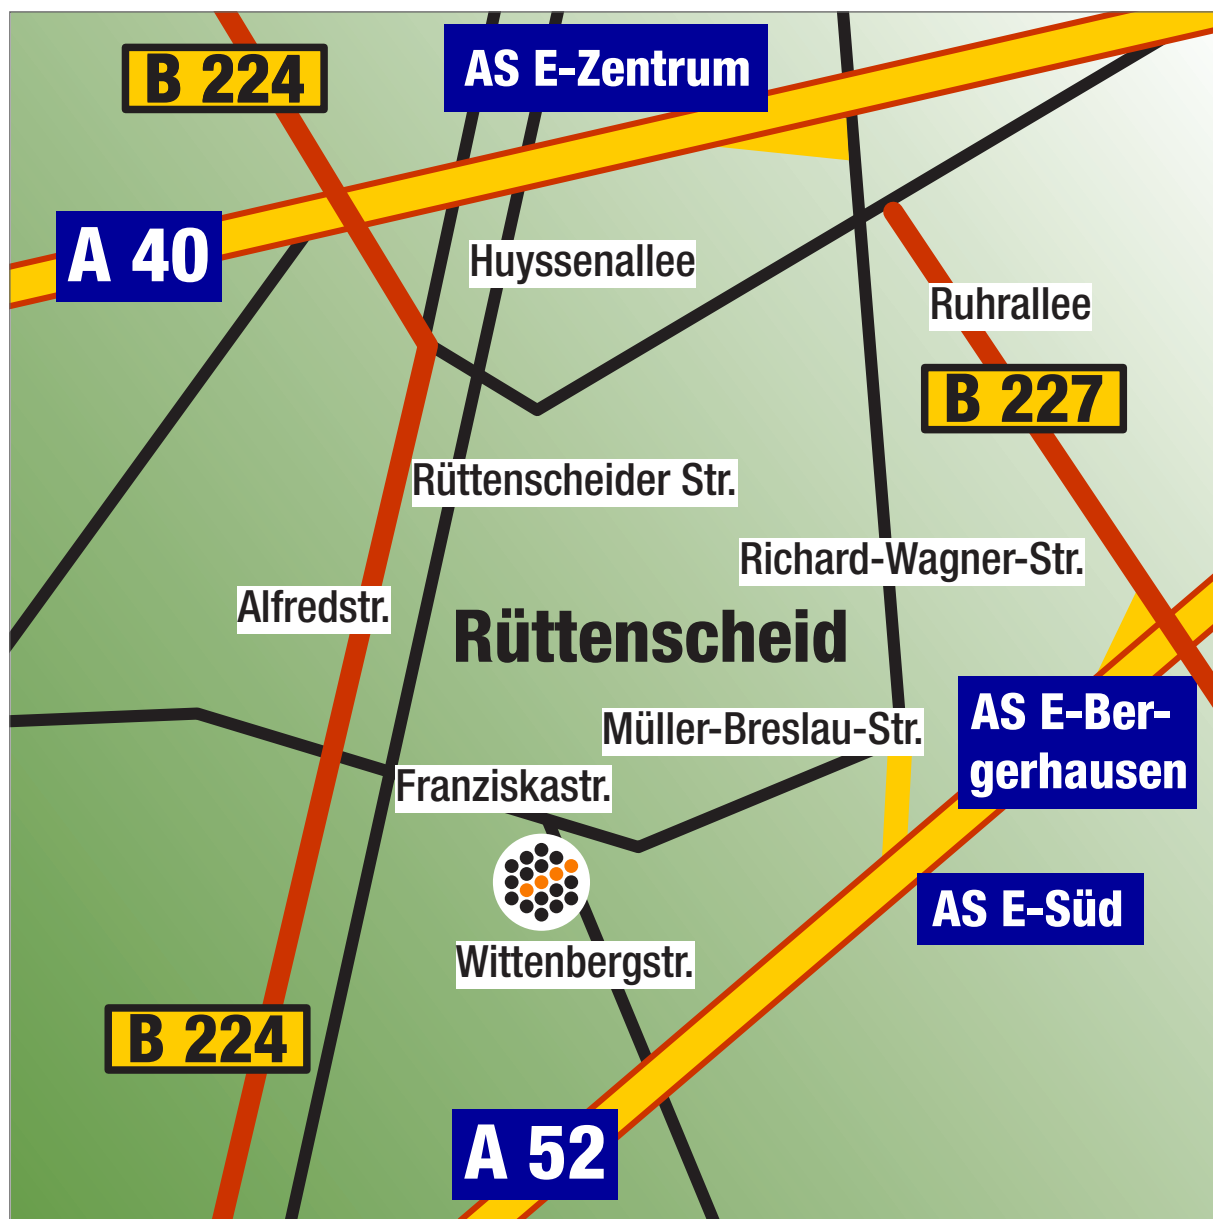 AS E-Zentrum
B 224
A 40
Huyssenallee
Ruhrallee
B 227
Rüttenscheider Str.
Richard-Wagner-Str.
Alfredstr.
Rüttenscheid
AS E-Ber-
gerhausen
Müller-Breslau-Str.
Franziskastr.
AS E-Süd
Wittenbergstr.
B 224
A 52